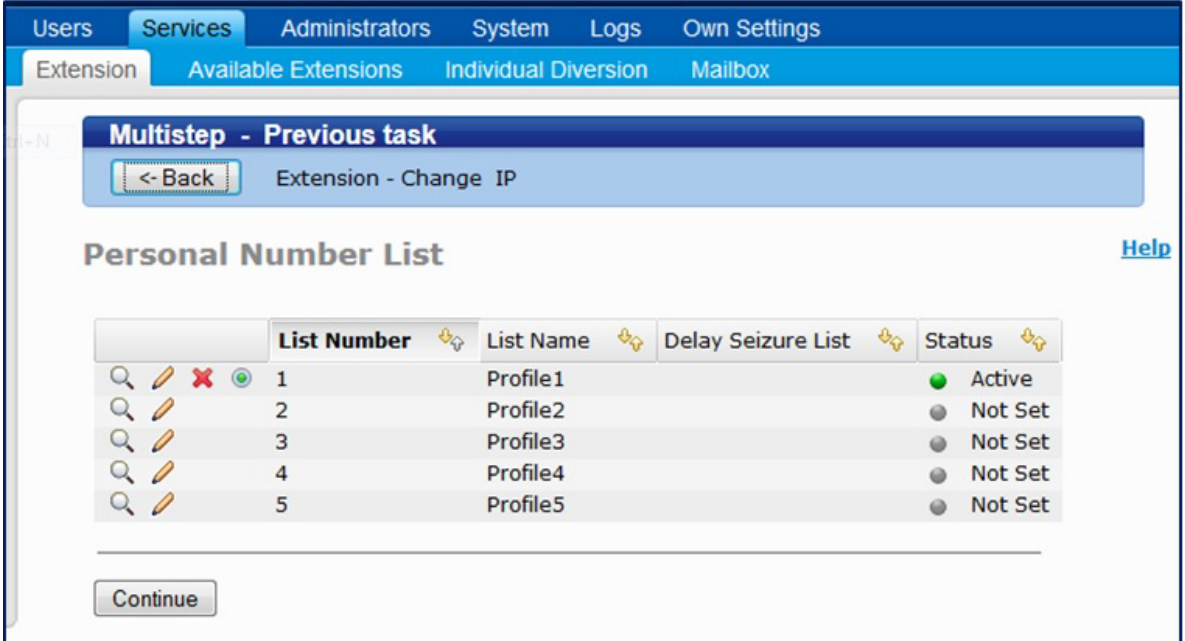 Users Services Administrators System Logs Own Settings
Extension Available Extensions Individual Diversion Mailbox
Multistep - Previous task
<- Back Extension - Change IP
Personal Number List Help
List Number List Name Delay Seizure List Status
1 Profile1 Active
2 Profile2 Not Set
3 Profile3 Not Set
4 Profile4 Not Set
5 Profile5 Not Set
Continue